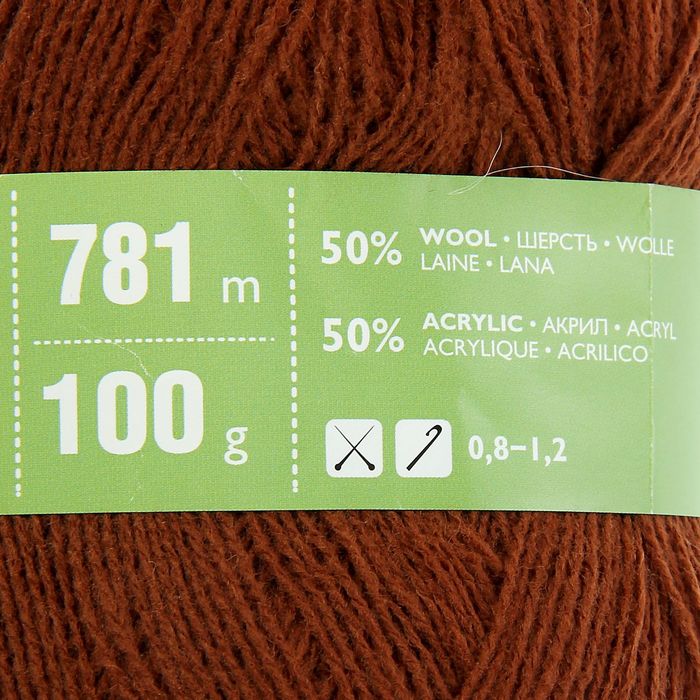 781 m
100 g
50% WOOL • ШЕРСТЬ • WOLLE
LAINE • LANA
50% ACRYLIC • АКРИЛ • ACRYL
ACRYLIQUE • ACRILICO
0,8–1,2